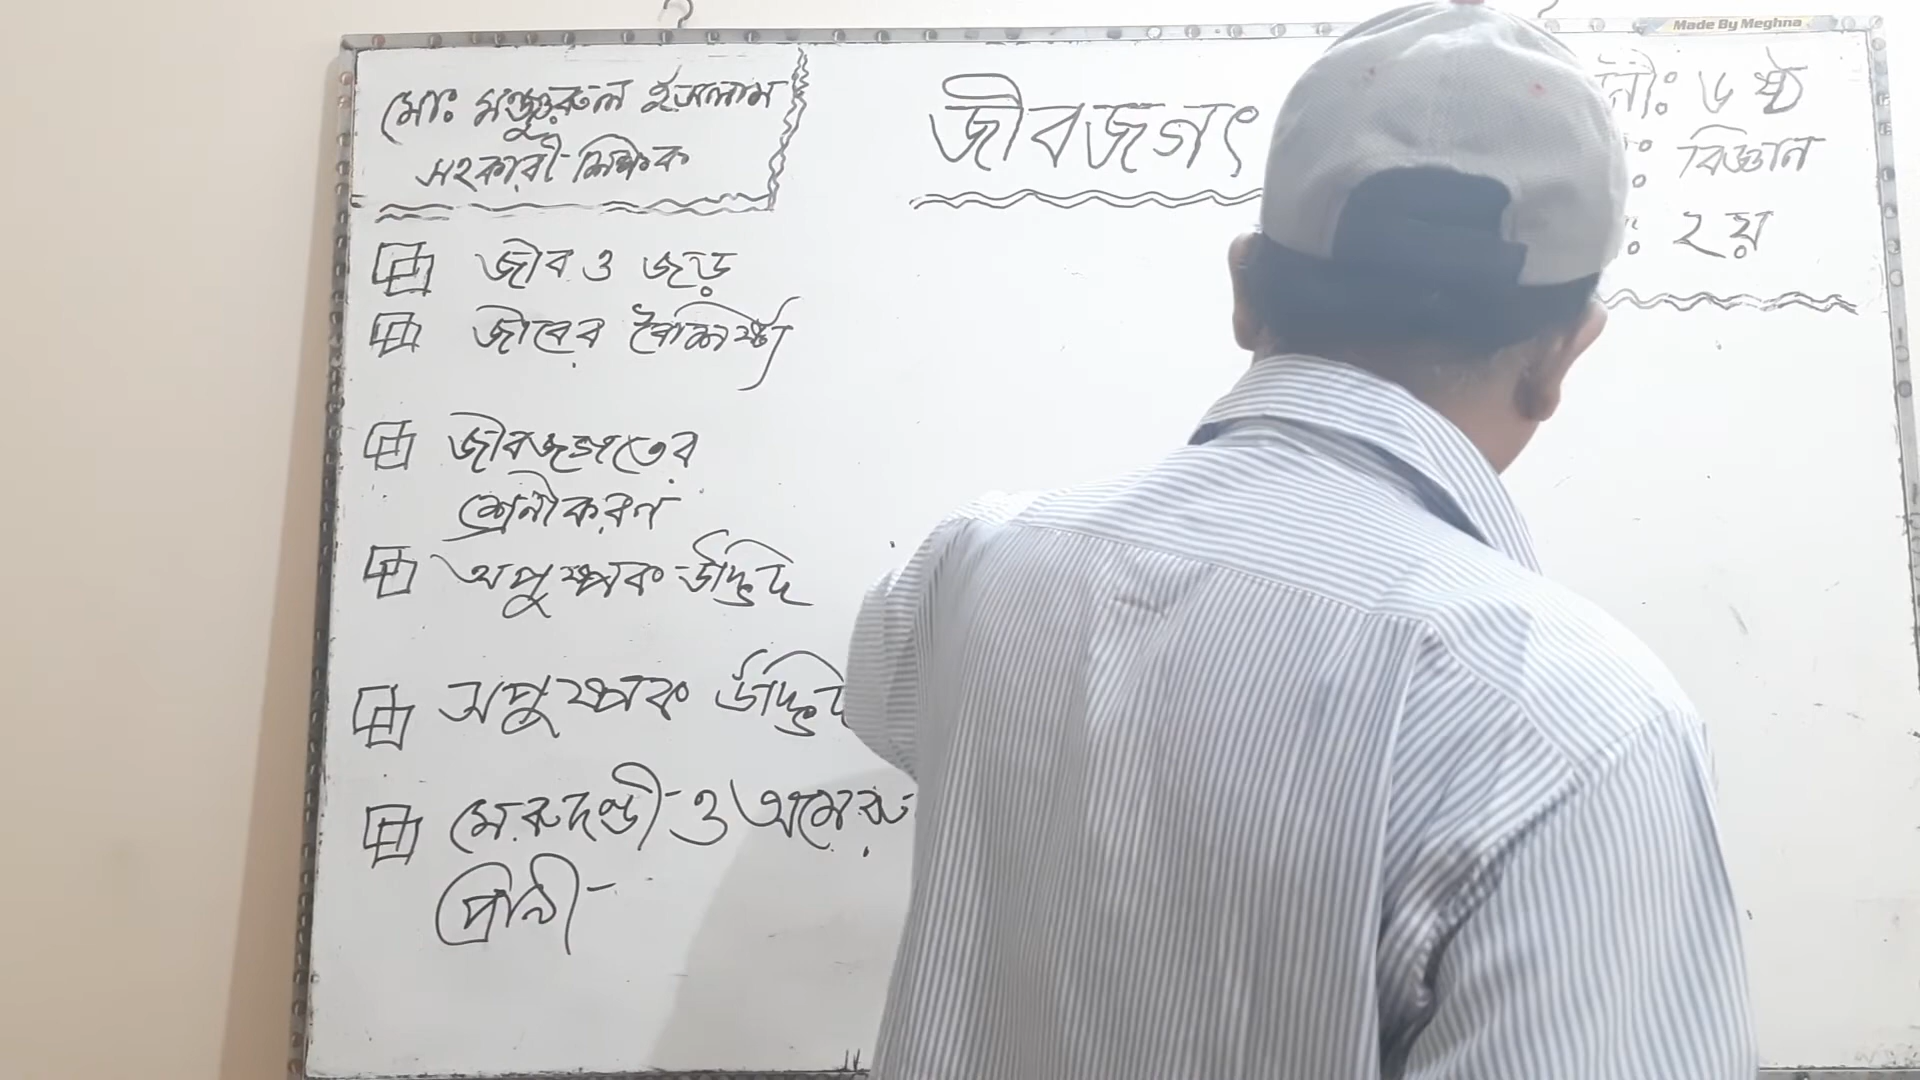 মোঃ মঞ্জুরুল ইসলাম
সহকারী শিক্ষক
জীবজগৎ
ৰ্নীঃ ৬ ষ্ঠ
: বিজ্ঞান
: ২য়
Made By Meghna
জীব ও জড়
জীবের বৈশিষ্ট্য
জীবজগতের
শ্রেনীকরণ
অপুষ্পক উদ্ভিদ
অপুষ্পক উদ্ভিদ
মেরুদণ্ডী ও অমেরু
প্রানী